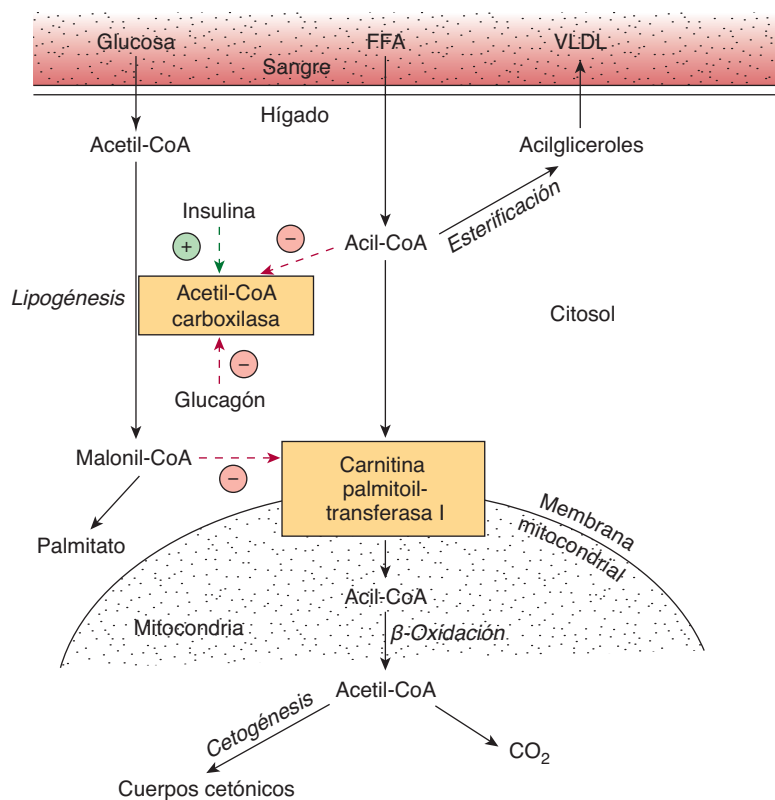 Glucosa
FFA
VLDL
Sangre
Hígado
Acetil-CoA
Acilgliceroles
Insulina
Esterificación
+
−
Acil-CoA
Lipogénesis
Acetil-CoA
carboxilasa
Citosol
−
Glucagón
Malonil-CoA
−
Carnitina
palmitoil-
transferasa I
Membrana
mitocondrial
Palmitato
Acil-CoA
Mitocondria
β-Oxidación
Acetil-CoA
Cetogénesis
CO₂
Cuerpos cetónicos